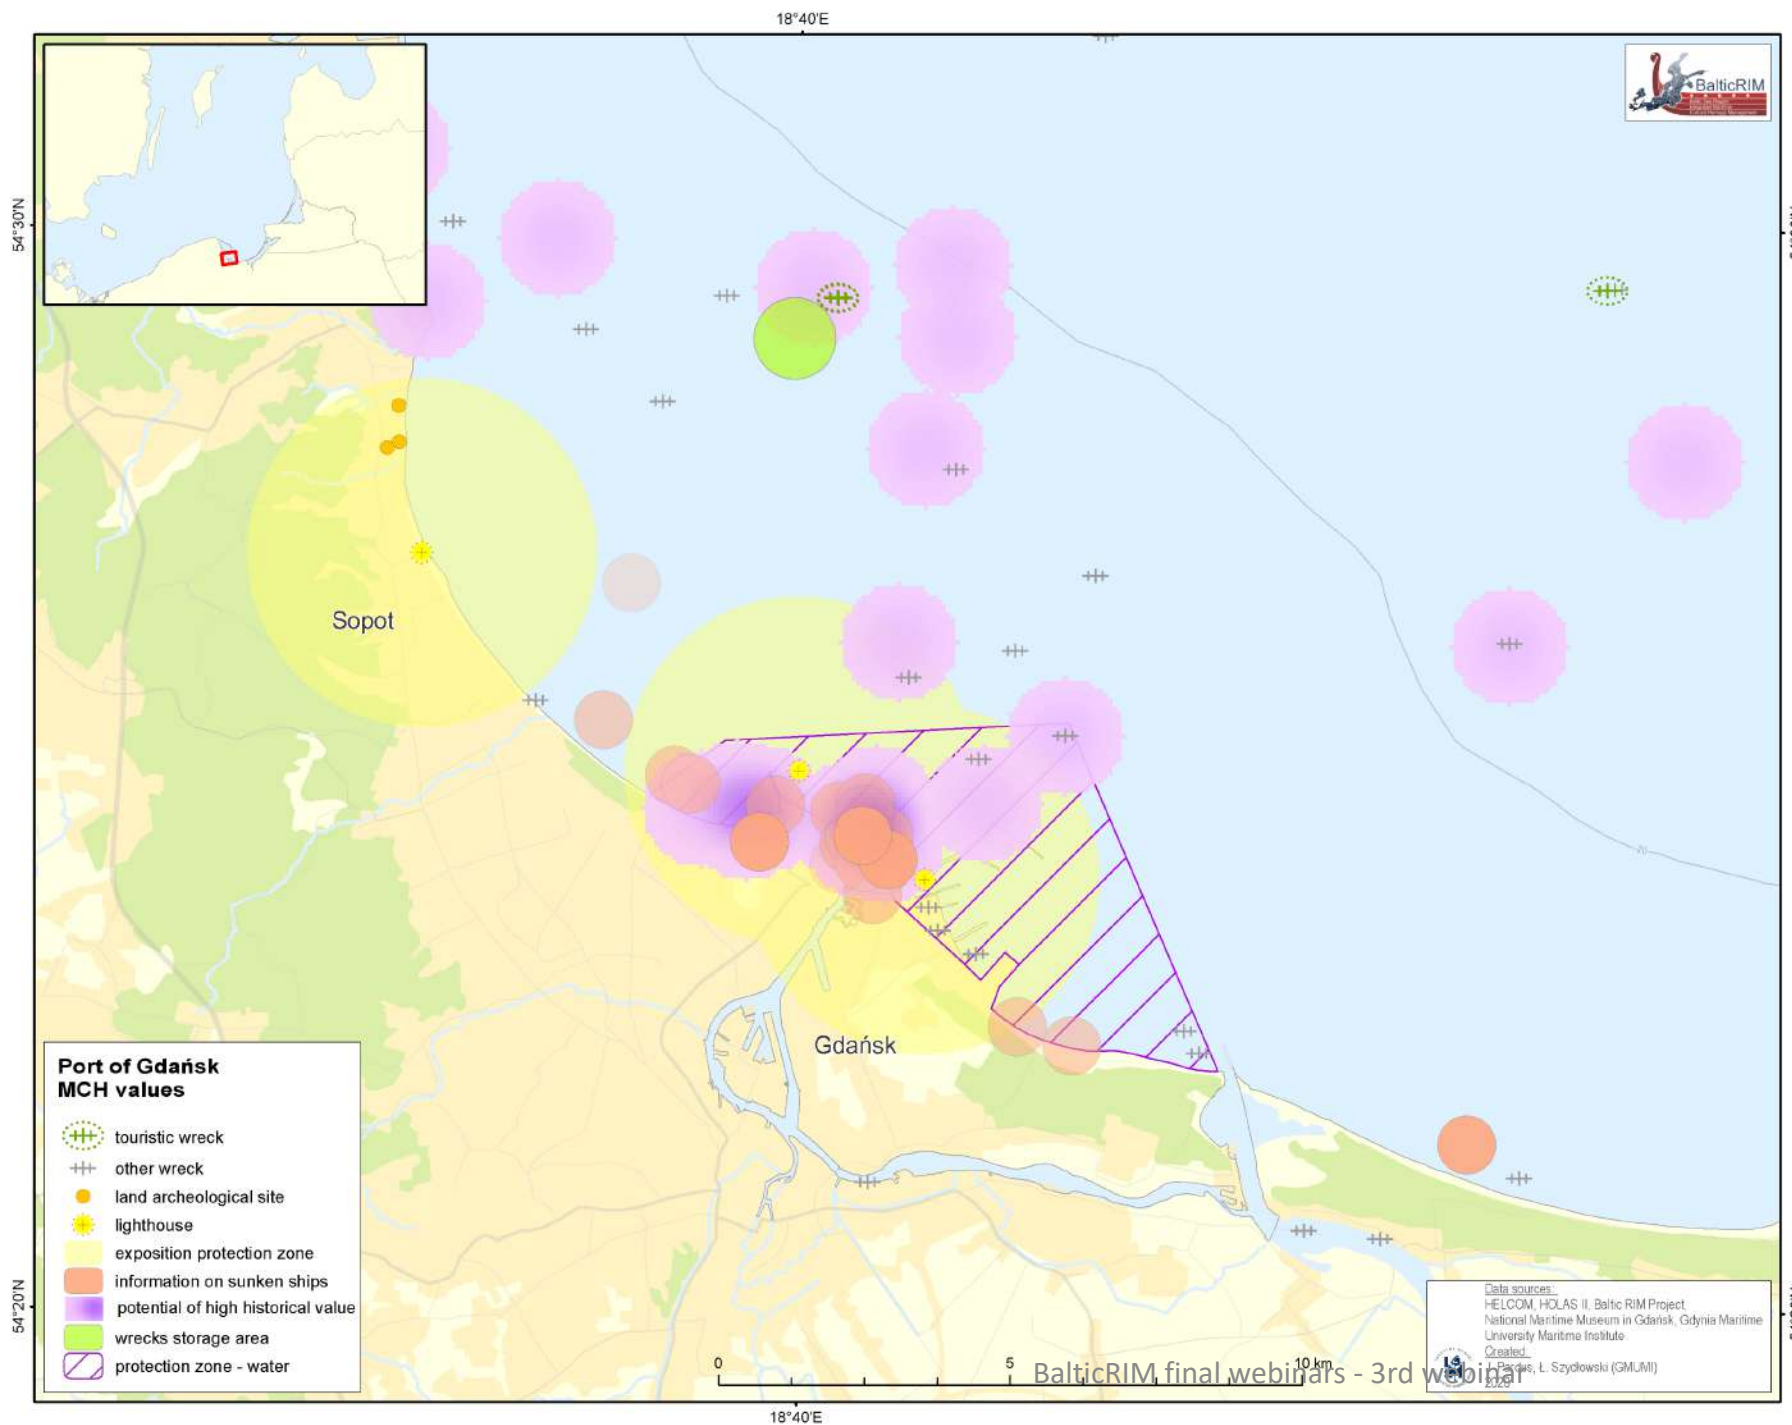 18°40'E
BalticRIM
54°30'N
Sopot
20
Gdańsk
Port of Gdańsk
MCH values
touristic wreck
other wreck
land archeological site
lighthouse
exposition protection zone
information on sunken ships
potential of high historical value
wrecks storage area
protection zone - water
54°20'N
0 5 10 km
BalticRIM final webinars - 3rd webinar
Data sources:
HELCOM, HOLAS II, Baltic RIM Project,
National Maritime Museum in Gdańsk, Gdynia Maritime
University Maritime Institute
Created:
J. Pardus, Ł. Szydłowski (GMUMI)
2020
18°40'E